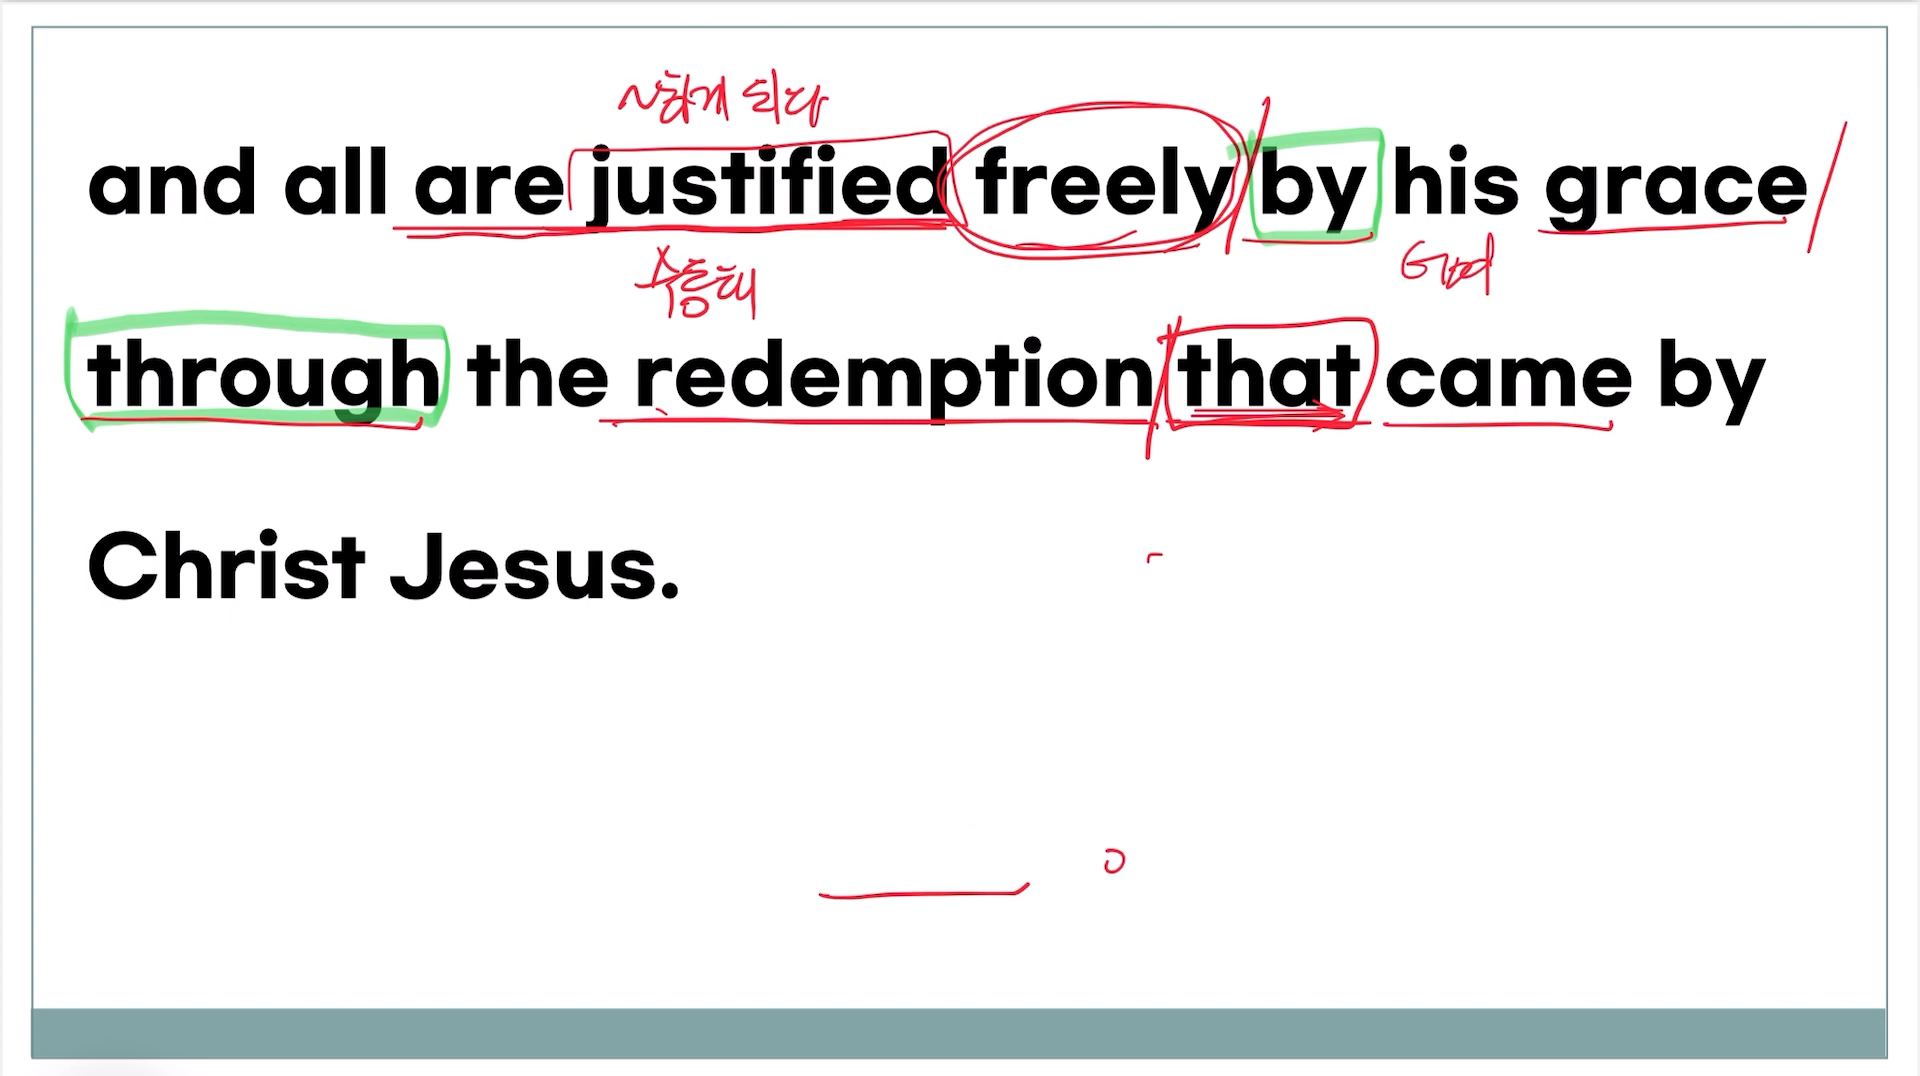 ~하게 되다
and all are justified freely by his grace
수동태 God
through the redemption that came by
Christ Jesus.